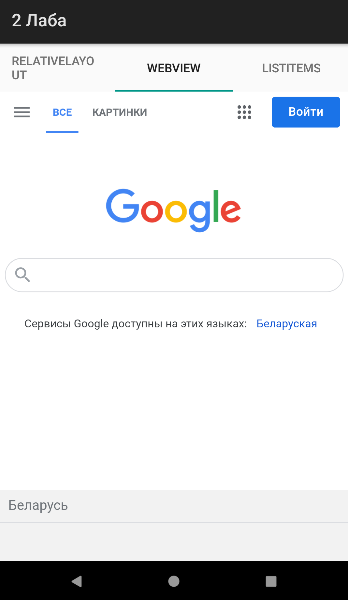 2 Лаба
RELATIVELAYO
UT
WEBVIEW
LISTITEMS
ВСЕ
КАРТИНКИ
Войти
Google
Сервисы Google доступны на этих языках: Беларуская
Беларусь